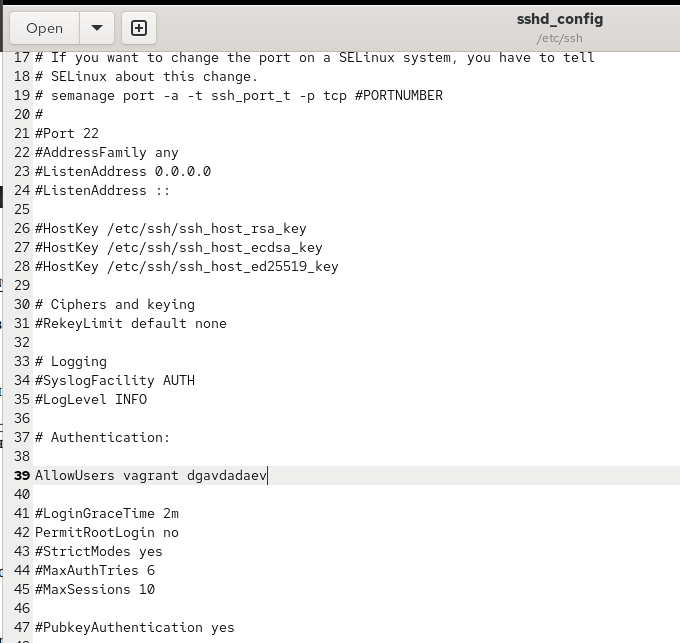 Open
sshd_config
/etc/ssh
17 # If you want to change the port on a SELinux system, you have to tell
18 # SELinux about this change.
19 # semanage port -a -t ssh_port_t -p tcp #PORTNUMBER
20 #
21 #Port 22
22 #AddressFamily any
23 #ListenAddress 0.0.0.0
24 #ListenAddress ::
25
26 #HostKey /etc/ssh/ssh_host_rsa_key
27 #HostKey /etc/ssh/ssh_host_ecdsa_key
28 #HostKey /etc/ssh/ssh_host_ed25519_key
29
30 # Ciphers and keying
31 #RekeyLimit default none
32
33 # Logging
34 #SyslogFacility AUTH
35 #LogLevel INFO
36
37 # Authentication:
38
39 AllowUsers vagrant dgavdadaev
40
41 #LoginGraceTime 2m
42 PermitRootLogin no
43 #StrictModes yes
44 #MaxAuthTries 6
45 #MaxSessions 10
46
47 #PubkeyAuthentication yes